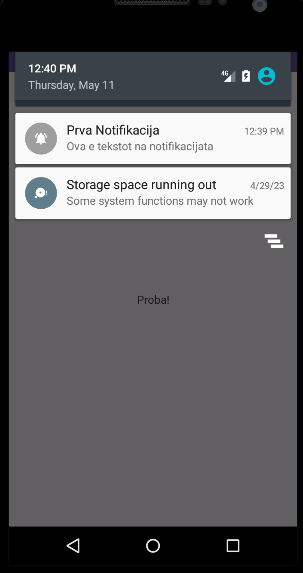 12:40 PM
Thursday, May 11
4G
Prva Notifikacija
12:39 PM
Ova e tekstot na notifikacijata
Storage space running out
4/29/23
Some system functions may not work
Proba!